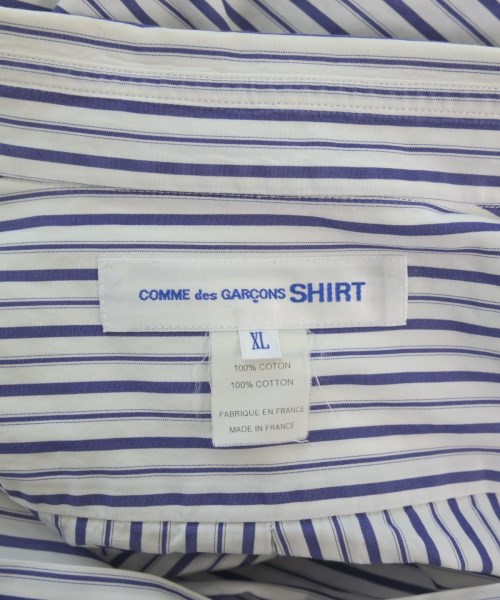 COMME des GARÇONS SHIRT
XL
100% COTON
100% COTTON
FABRIQUE EN FRANCE
MADE IN FRANCE